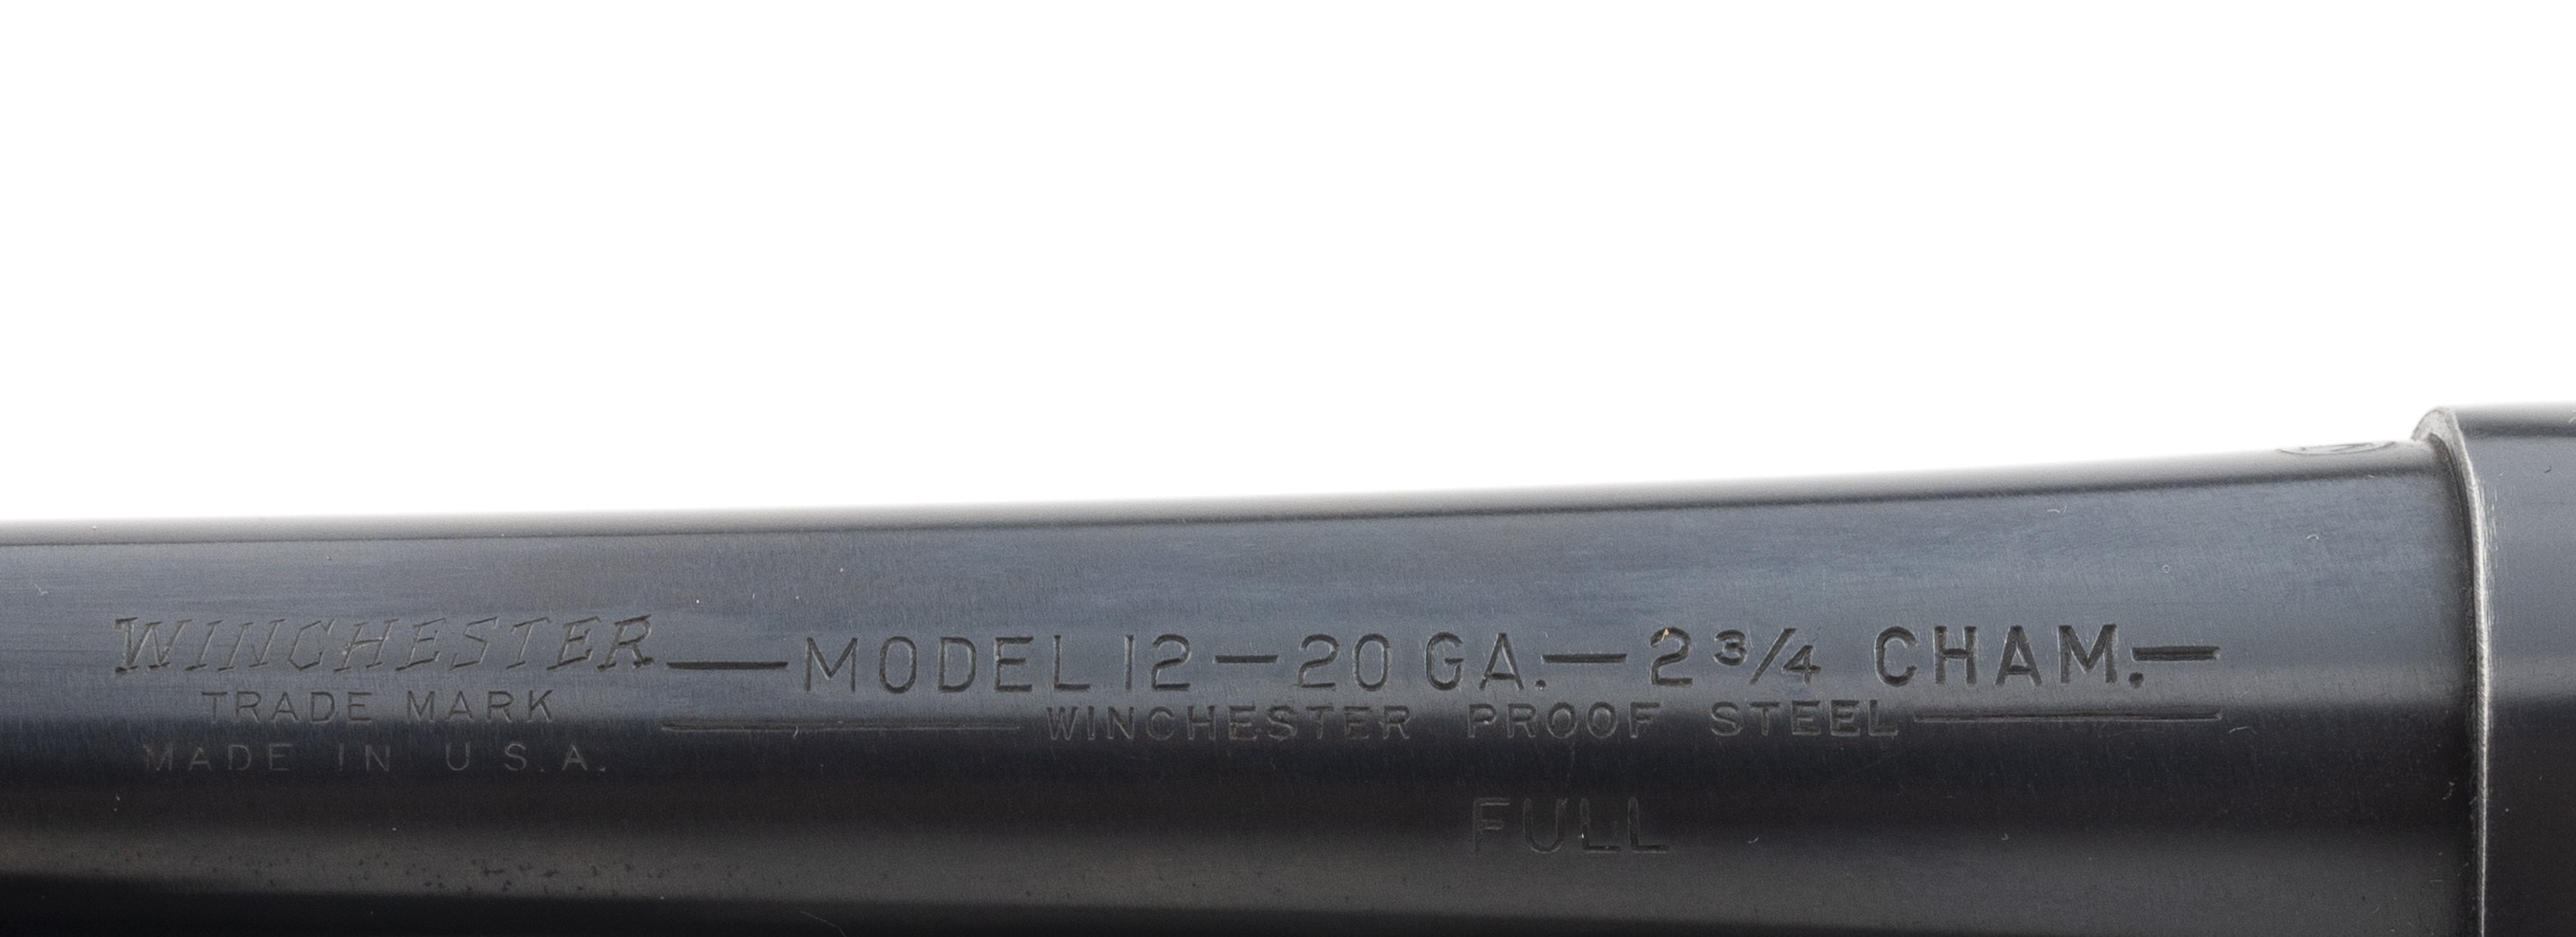 WINCHESTER—MODEL 12—20 GA.—2 3/4 CHAM.—
TRADE MARK
WINCHESTER PROOF STEEL
MADE IN U.S.A.
FULL